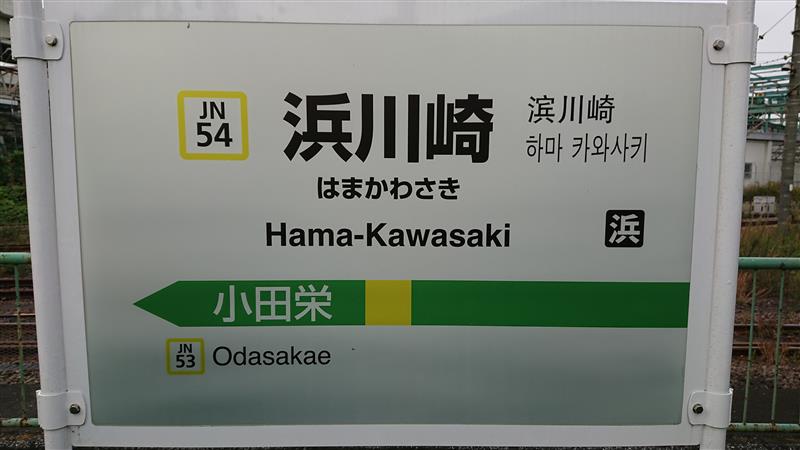 JN
54
浜川崎
滨川崎
하마 카와사키
はまかわさき
Hama-Kawasaki
浜
小田栄
JN
53
Odasakae